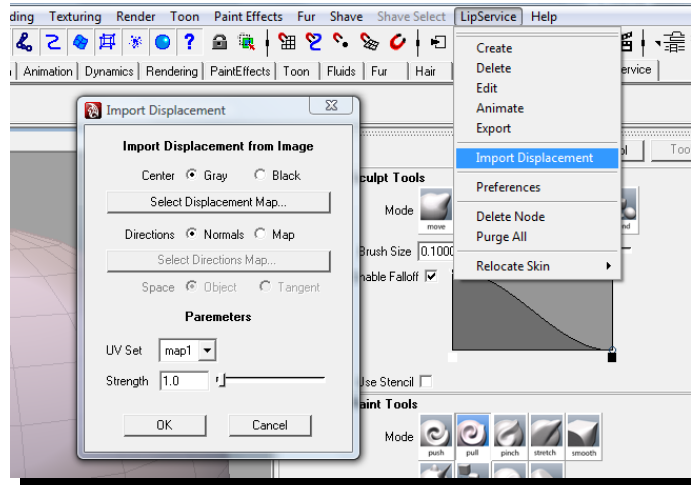 ding Texturing Render Toon Paint Effects Fur Shave Shave Select LipService Help
Animation Dynamics Rendering PaintEffects Toon Fluids Fur Hair ervice
Create
Delete
Edit
Animate
Export
Import Displacement
Preferences
Delete Node
Purge All
Relocate Skin
Import Displacement
Import Displacement from Image
Center Gray Black
Select Displacement Map...
Directions Normals Map
Select Directions Map...
Space Object Tangent
Paremeters
UV Set map1
Strength 1.0
OK Cancel
Too
culpt Tools
Mode
move
nd
Brush Size 0.1000
nable Falloff
Use Stencil
aint Tools
Mode
push pull pinch stretch smooth